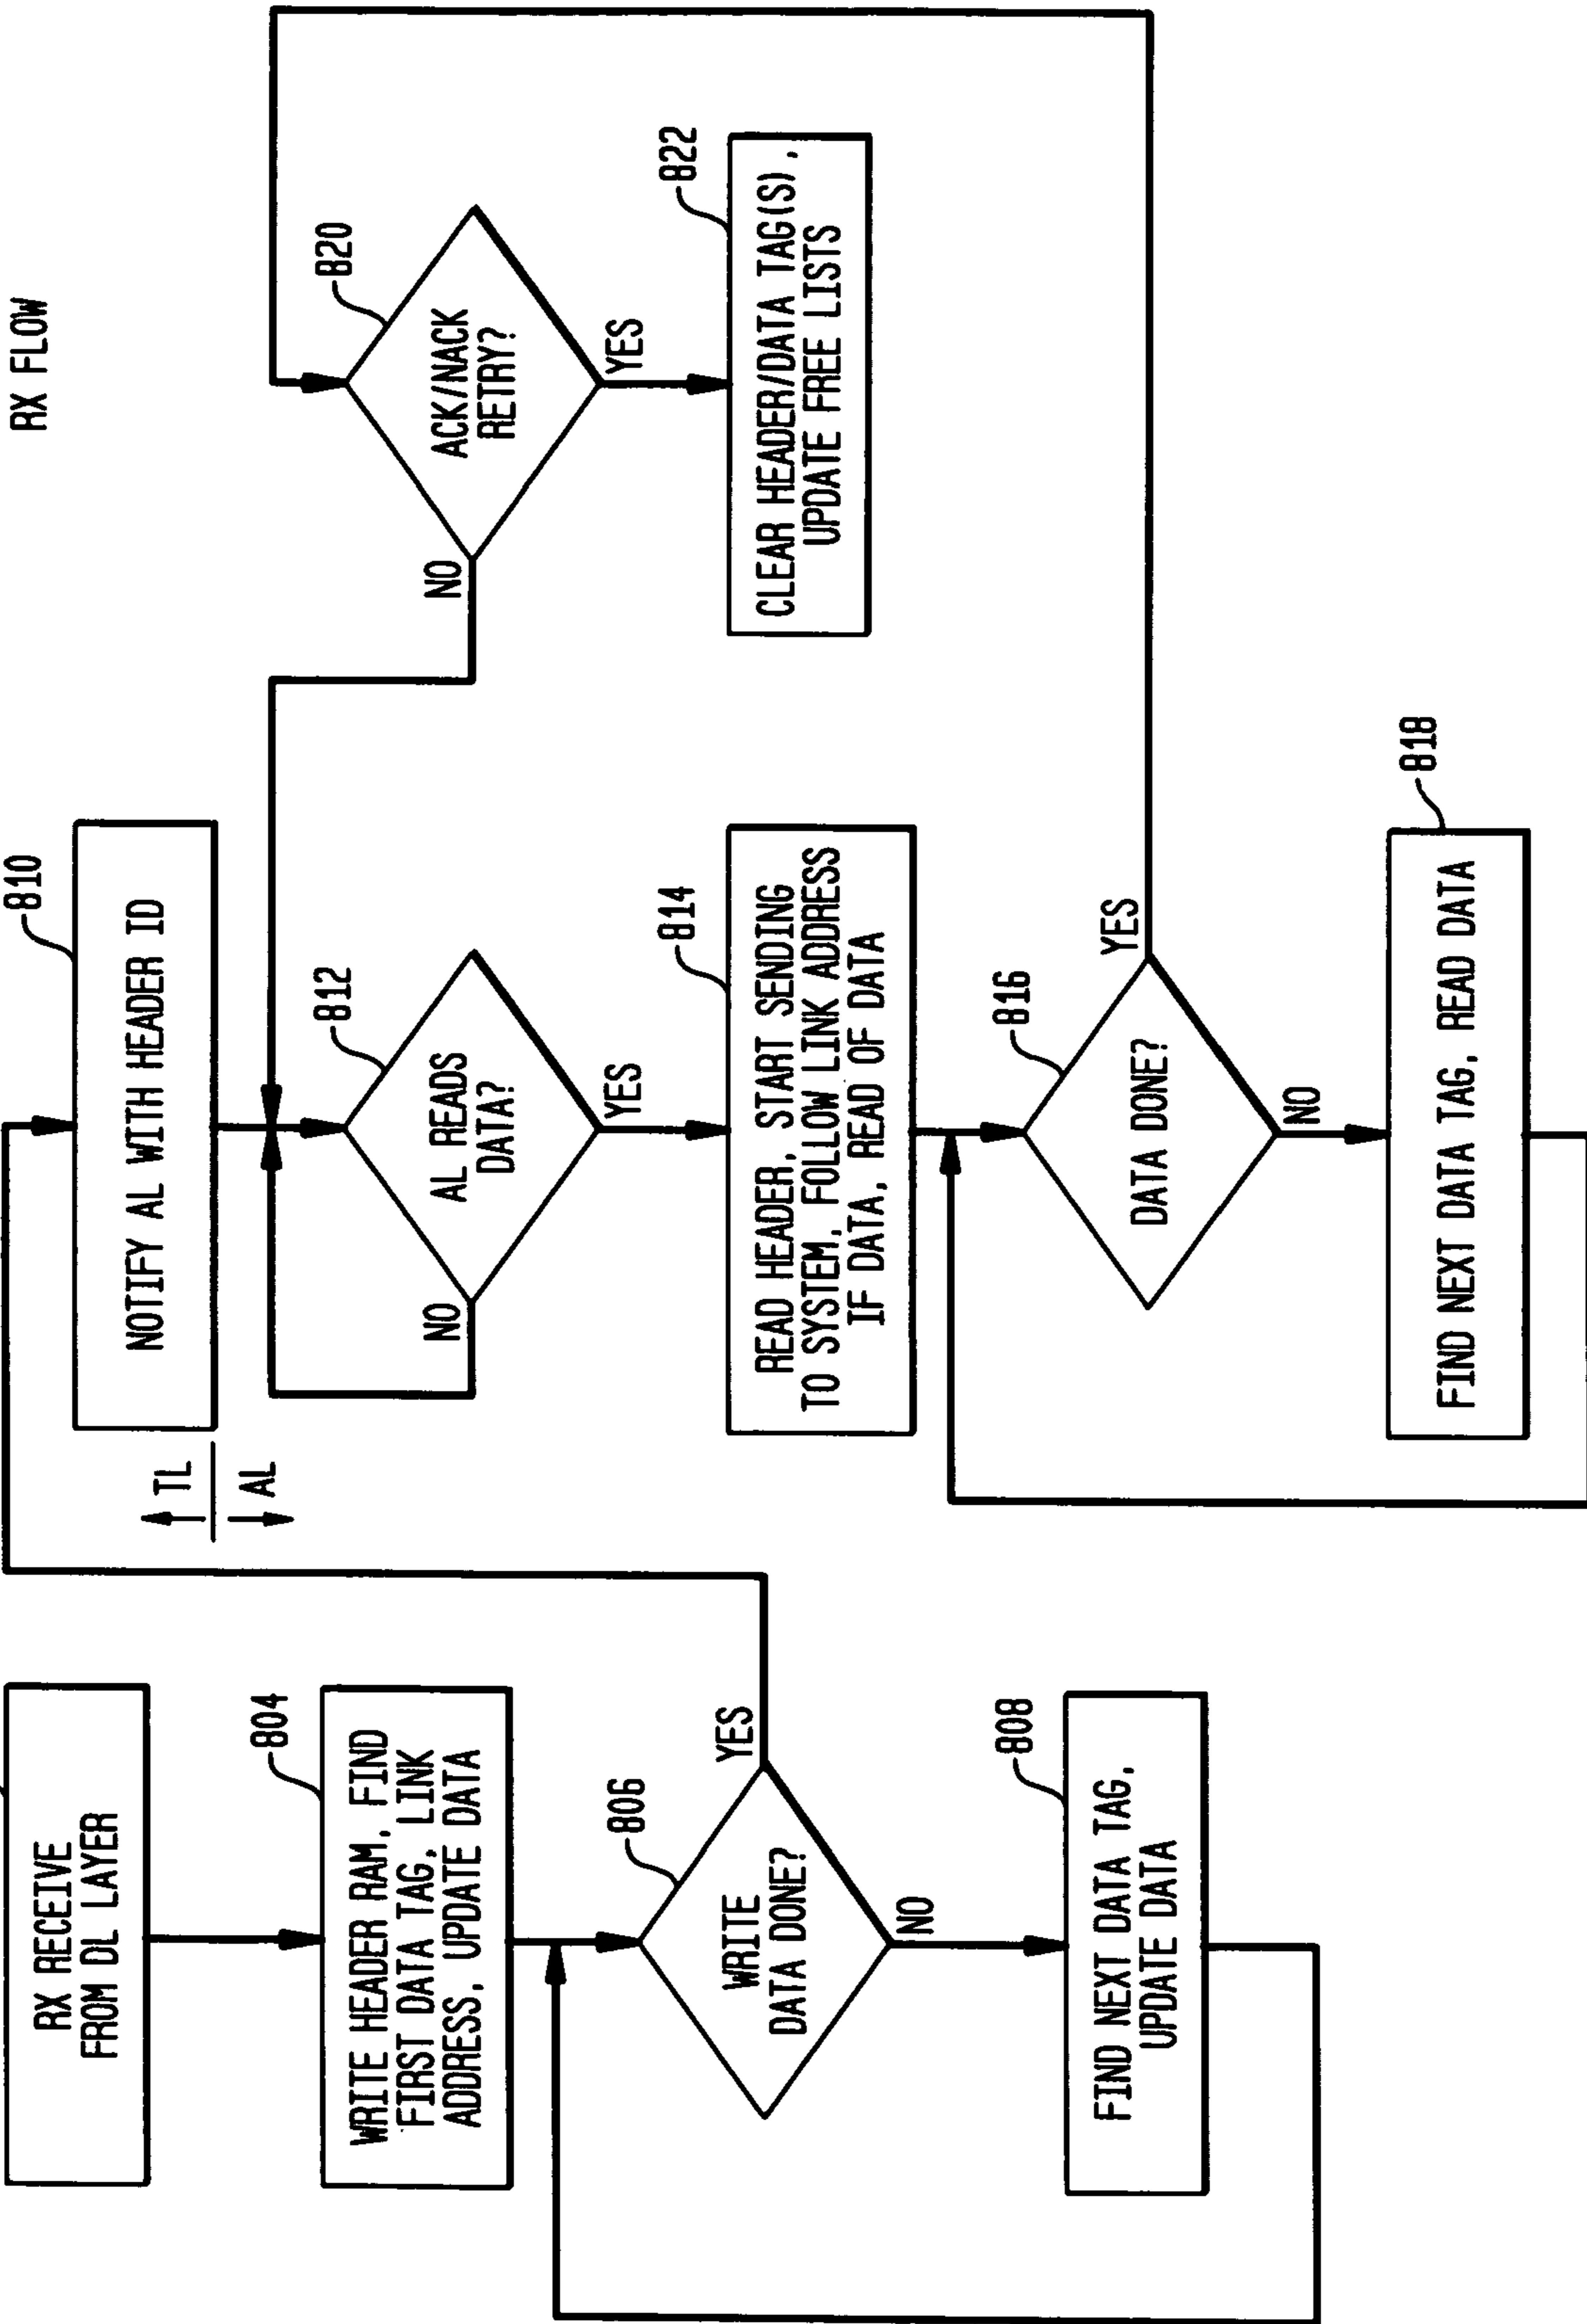 RX FLOW
RX RECEIVE
FROM DL LAYER
804
WRITE HEADER RAM, FIND
FIRST DATA TAG, LINK
ADDRESS, UPDATE DATA
806
WRITE
DATA DONE?
YES
NO
808
FIND NEXT DATA TAG,
UPDATE DATA
810
NOTIFY AL WITH HEADER ID
TL
AL
812
AL READS
DATA?
NO
YES
814
READ HEADER, START SENDING
TO SYSTEM, FOLLOW LINK ADDRESS
IF DATA, READ OF DATA
816
DATA DONE?
YES
NO
818
FIND NEXT DATA TAG, READ DATA
820
ACK/NACK
RETRY?
NO
YES
822
CLEAR HEADER/DATA TAG(S),
UPDATE FREE LISTS